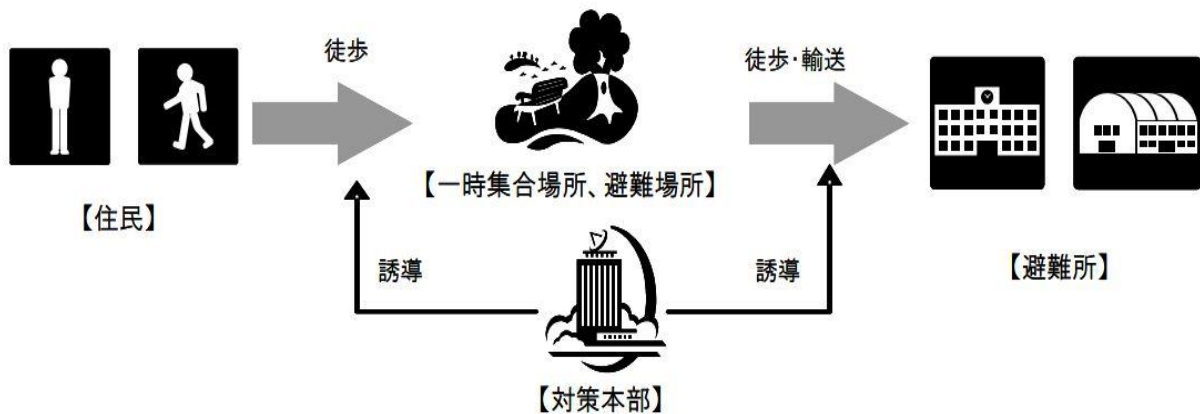 徒歩
徒歩・輸送
【一時集合場所、避難場所】
【住民】
誘導
誘導
【避難所】
【対策本部】